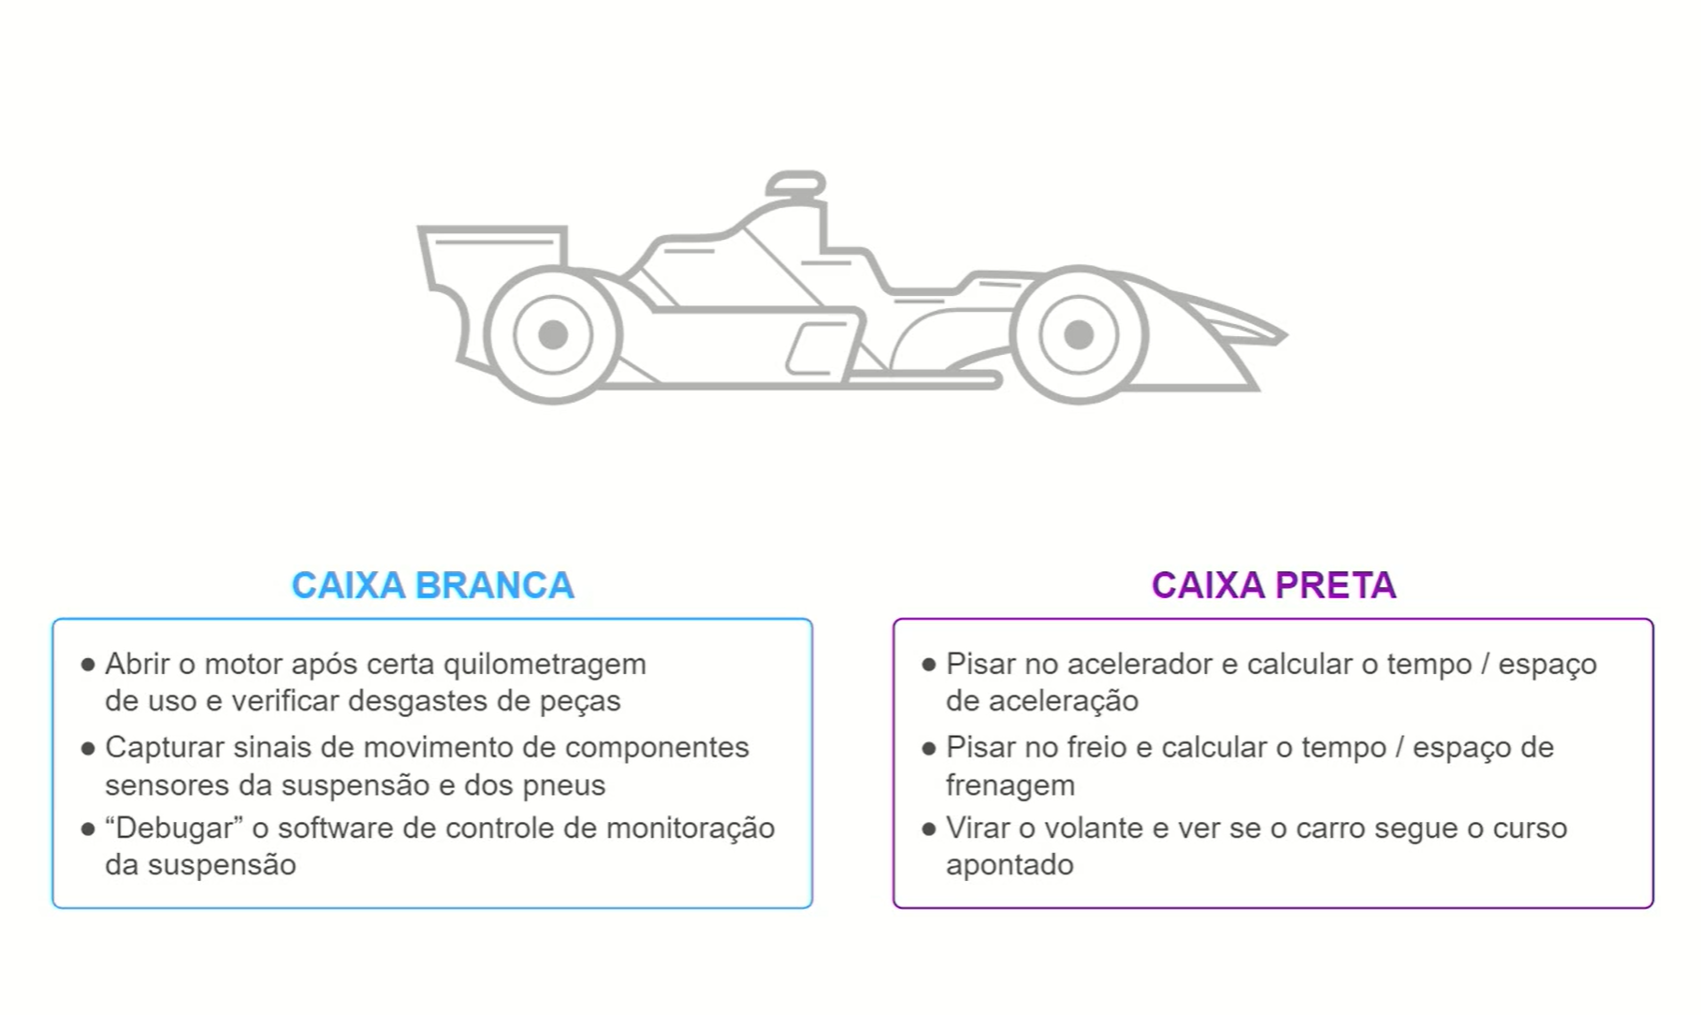 CAIXA BRANCA
● Abrir o motor após certa quilometragem
de uso e verificar desgastes de peças
● Capturar sinais de movimento de componentes
sensores da suspensão e dos pneus
● “Debugar” o software de controle de monitoração
da suspensão
CAIXA PRETA
● Pisar no acelerador e calcular o tempo / espaço
de aceleração
● Pisar no freio e calcular o tempo / espaço de
frenagem
● Virar o volante e ver se o carro segue o curso
apontado